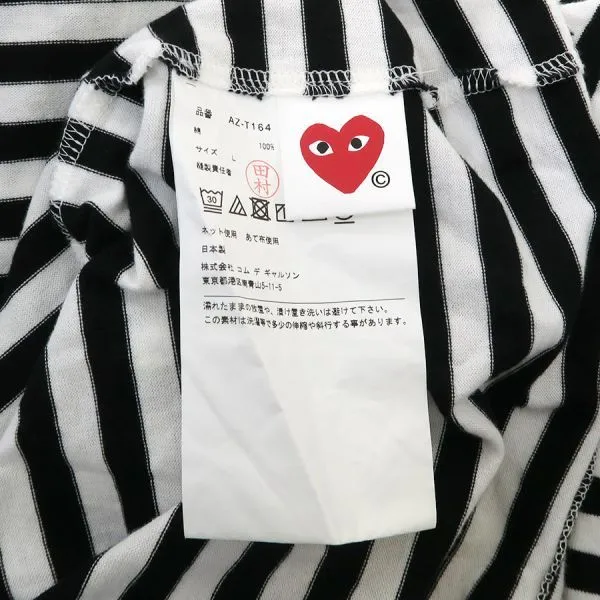 品番 AZ-T164
綿 100%
サイズ L
縫製責任者 田村
30
ネット使用 あて布使用
日本製
株式会社 コム デ ギャルソン
東京都港区南青山5-11-5
濡れたままの放置や、漬け置き洗いは避けて下さい。
この素材は洗濯等で多少の伸縮や斜行する事があります。
©